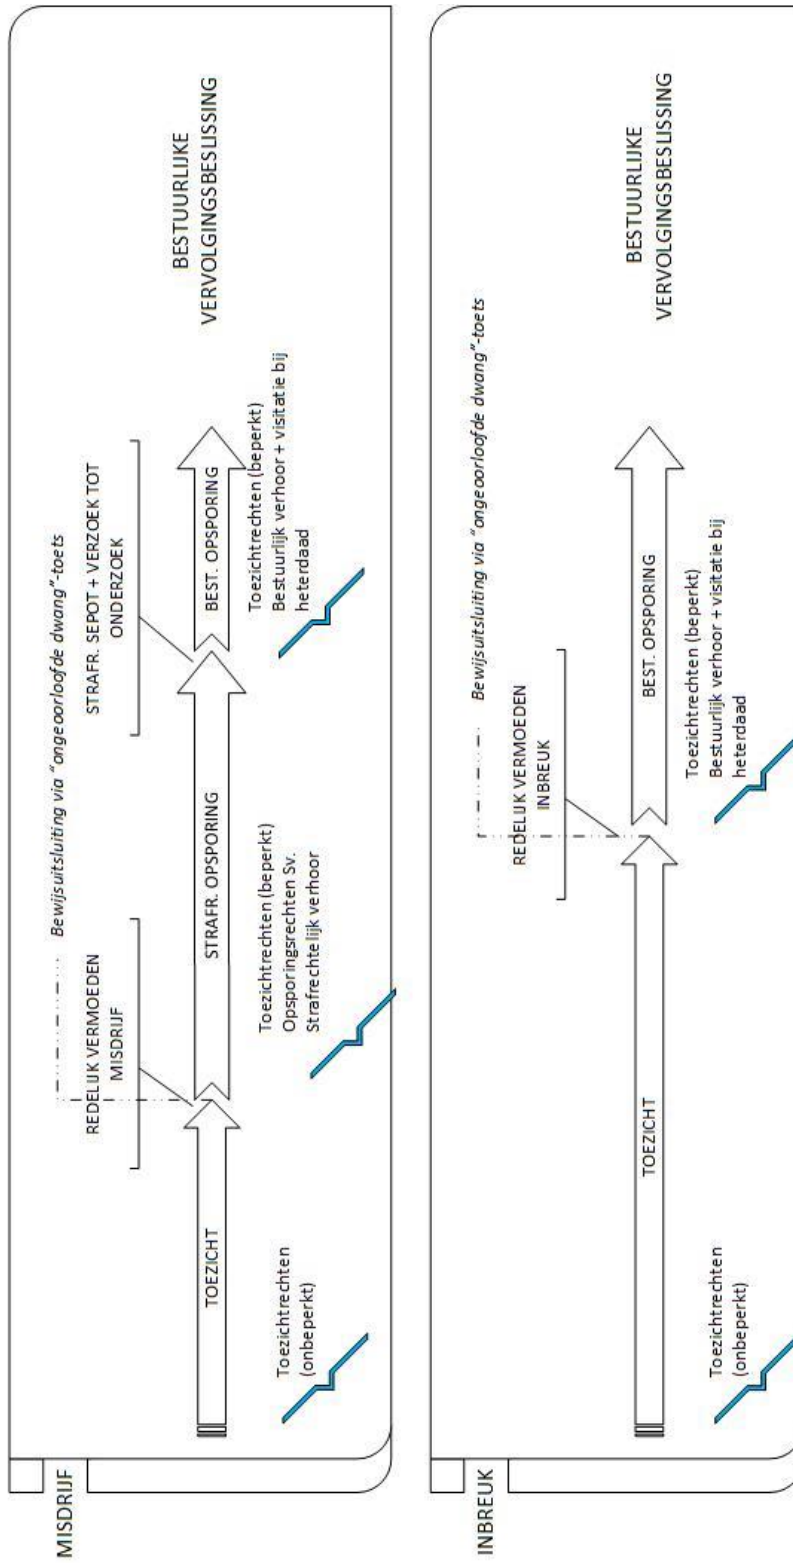 MISDRIJF
Bewijsuitsluiting via "ongeoorloofde dwang"-toets
REDELIJK VERMOEDEN
MISDRIJF
STRAFR. SEPOT + VERZOEK TOT
ONDERZOEK
TOEZICHT
STRAFR. OPSPORING
BEST. OPSPORING
BESTUURLIJKE
VERVOLGINGSBESLISSING
Toezichtrechten
(onbeperkt)
Toezichtrechten (beperkt)
Opsporingsrechten Sv.
Strafrechtelijk verhoor
Toezichtrechten (beperkt)
Bestuurlijk verhoor + visitatie bij
heterdaad
INBREUK
Bewijsuitsluiting via "ongeoorloofde dwang"-toets
REDELIJK VERMOEDEN
INBREUK
TOEZICHT
BEST. OPSPORING
BESTUURLIJKE
VERVOLGINGSBESLISSING
Toezichtrechten
(onbeperkt)
Toezichtrechten (beperkt)
Bestuurlijk verhoor + visitatie bij
heterdaad